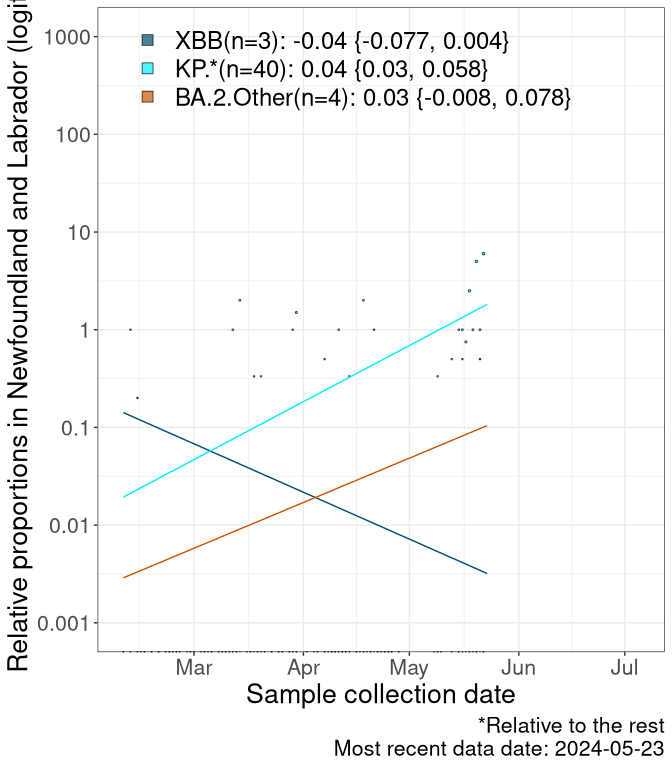 XBB(n=3): -0.04 {-0.077, 0.004}
KP.*(n=40): 0.04 {0.03, 0.058}
BA.2.Other(n=4): 0.03 {-0.008, 0.078}
Relative proportions in Newfoundland and Labrador (logit
1000
100
10
1
0.1
0.01
0.001
Mar Apr May Jun Jul
Sample collection date
*Relative to the rest
Most recent data date: 2024-05-23